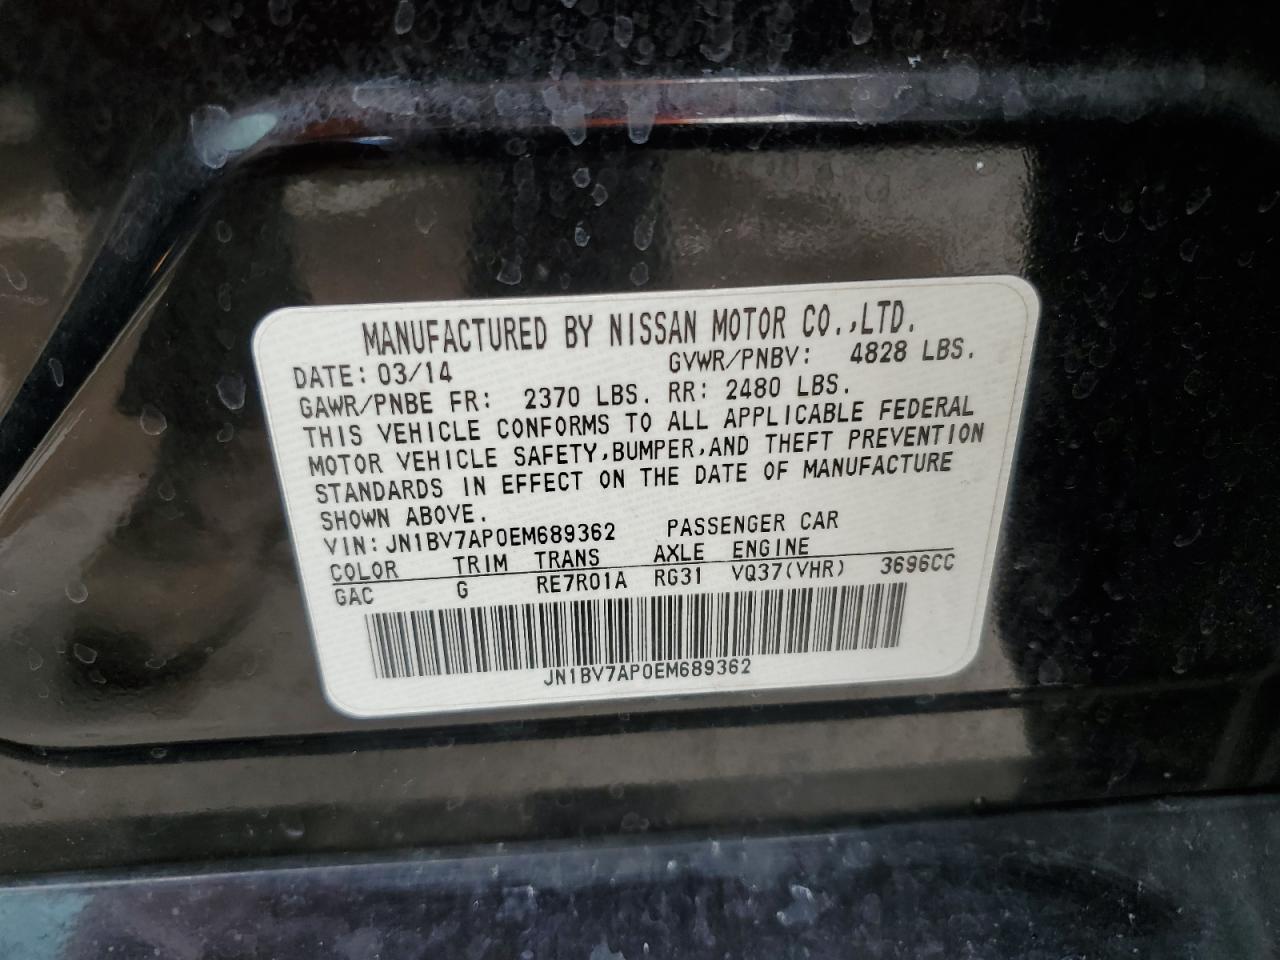 MANUFACTURED BY NISSAN MOTOR CO.,LTD.
DATE: 03/14 GVWR/PNBV: 4828 LBS.
GAWR/PNBE FR: 2370 LBS. RR: 2480 LBS.
THIS VEHICLE CONFORMS TO ALL APPLICABLE FEDERAL
MOTOR VEHICLE SAFETY,BUMPER,AND THEFT PREVENTION
STANDARDS IN EFFECT ON THE DATE OF MANUFACTURE
SHOWN ABOVE.
VIN:JN1BV7AP0EM689362 PASSENGER CAR
COLOR TRIM TRANS AXLE ENGINE
GAC G RE7R01A RG31 VQ37(VHR) 3696CC
JN1BV7AP0EM689362